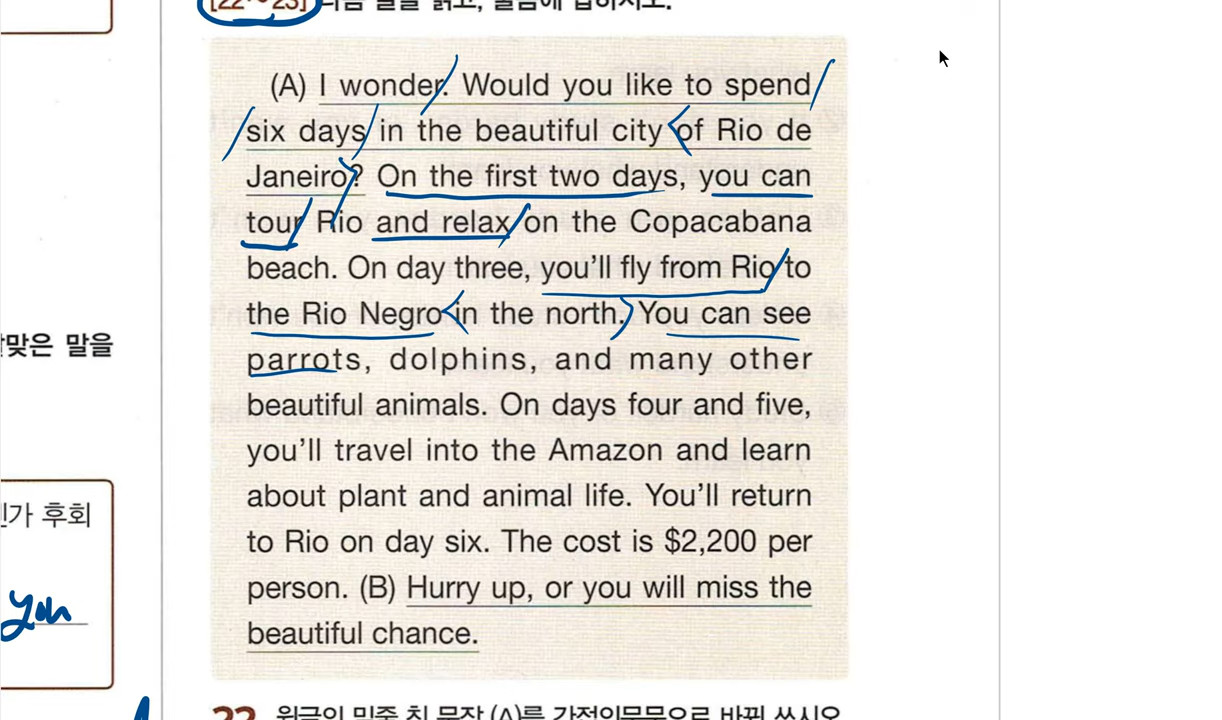 [22~23] 다음 글을 읽고, 물음에 답하시오.
(A) I wonder. Would you like to spend
six days in the beautiful city of Rio de
Janeiro? On the first two days, you can
tour Rio and relax on the Copacabana
beach. On day three, you'll fly from Rio to
the Rio Negro in the north. You can see
parrots, dolphins, and many other
beautiful animals. On days four and five,
you'll travel into the Amazon and learn
about plant and animal life. You'll return
to Rio on day six. The cost is $2,200 per
person. (B) Hurry up, or you will miss the
beautiful chance.
22 윗글의 밑줄 친 문장 (A)를 간접의문문으로 바꿔 쓰시오
알맞은 말을
후회
you